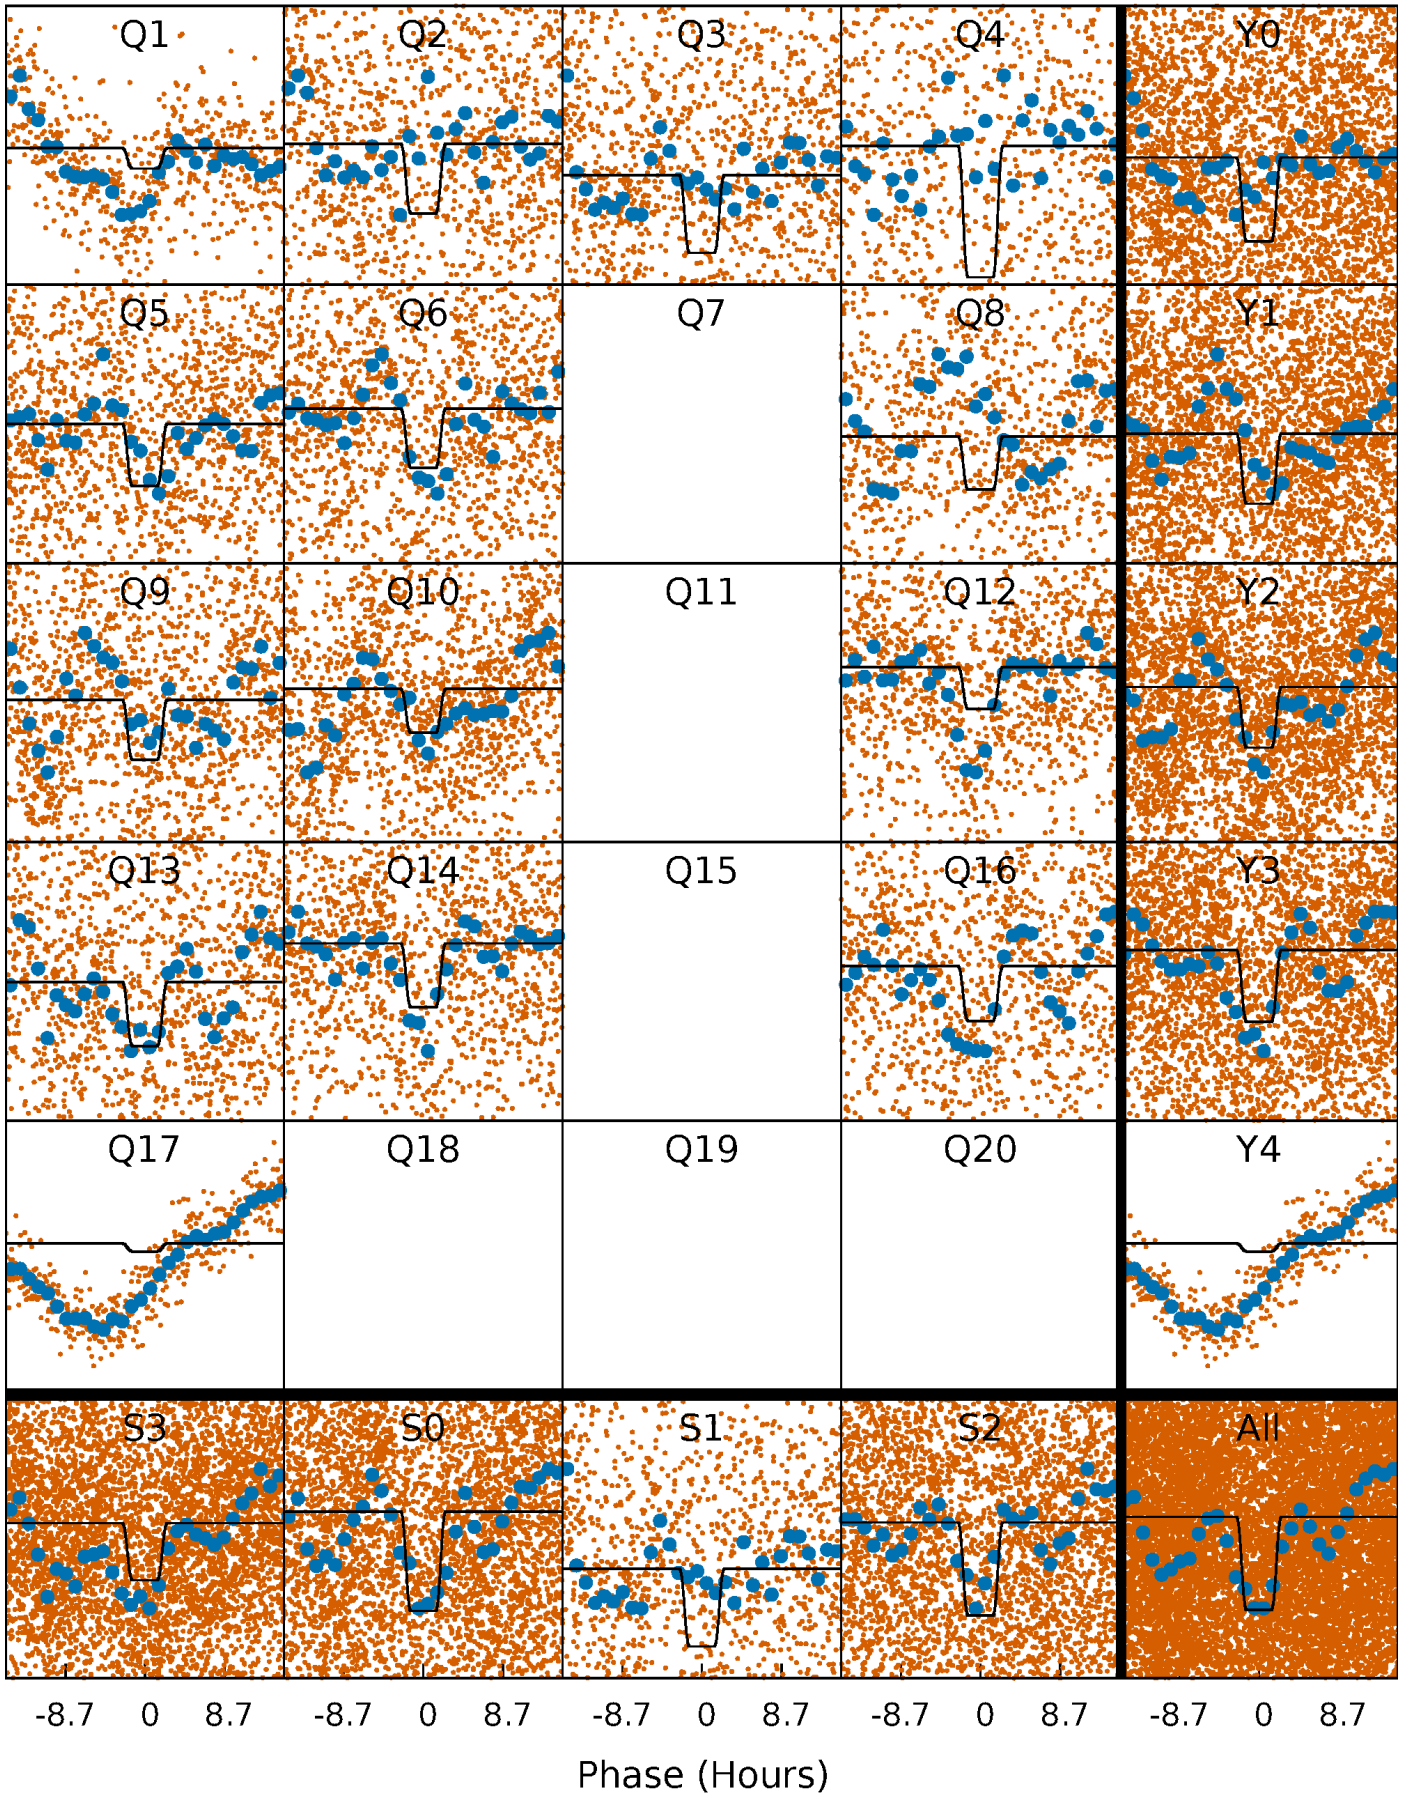 Q1 Q2 Q3 Q4 Y0
Q5 Q6 Q7 Q8 Y1
Q9 Q10 Q11 Q12 Y2
Q13 Q14 Q15 Q16 Y3
Q17 Q18 Q19 Q20 Y4
S3 S0 S1 S2 All
-8.7 0 8.7 -8.7 0 8.7 -8.7 0 8.7 -8.7 0 8.7 -8.7 0 8.7
Phase (Hours)